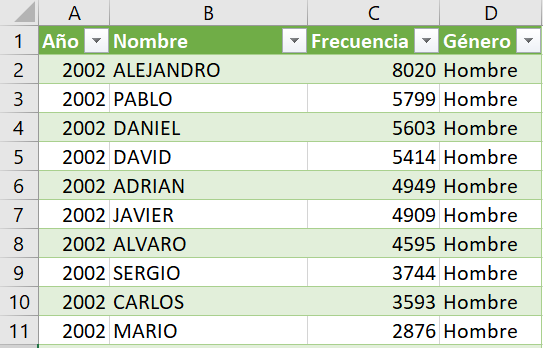 A B C D
1 Año Nombre Frecuencia Género
2 2002 ALEJANDRO 8020 Hombre
3 2002 PABLO 5799 Hombre
4 2002 DANIEL 5603 Hombre
5 2002 DAVID 5414 Hombre
6 2002 ADRIAN 4949 Hombre
7 2002 JAVIER 4909 Hombre
8 2002 ALVARO 4595 Hombre
9 2002 SERGIO 3744 Hombre
10 2002 CARLOS 3593 Hombre
11 2002 MARIO 2876 Hombre